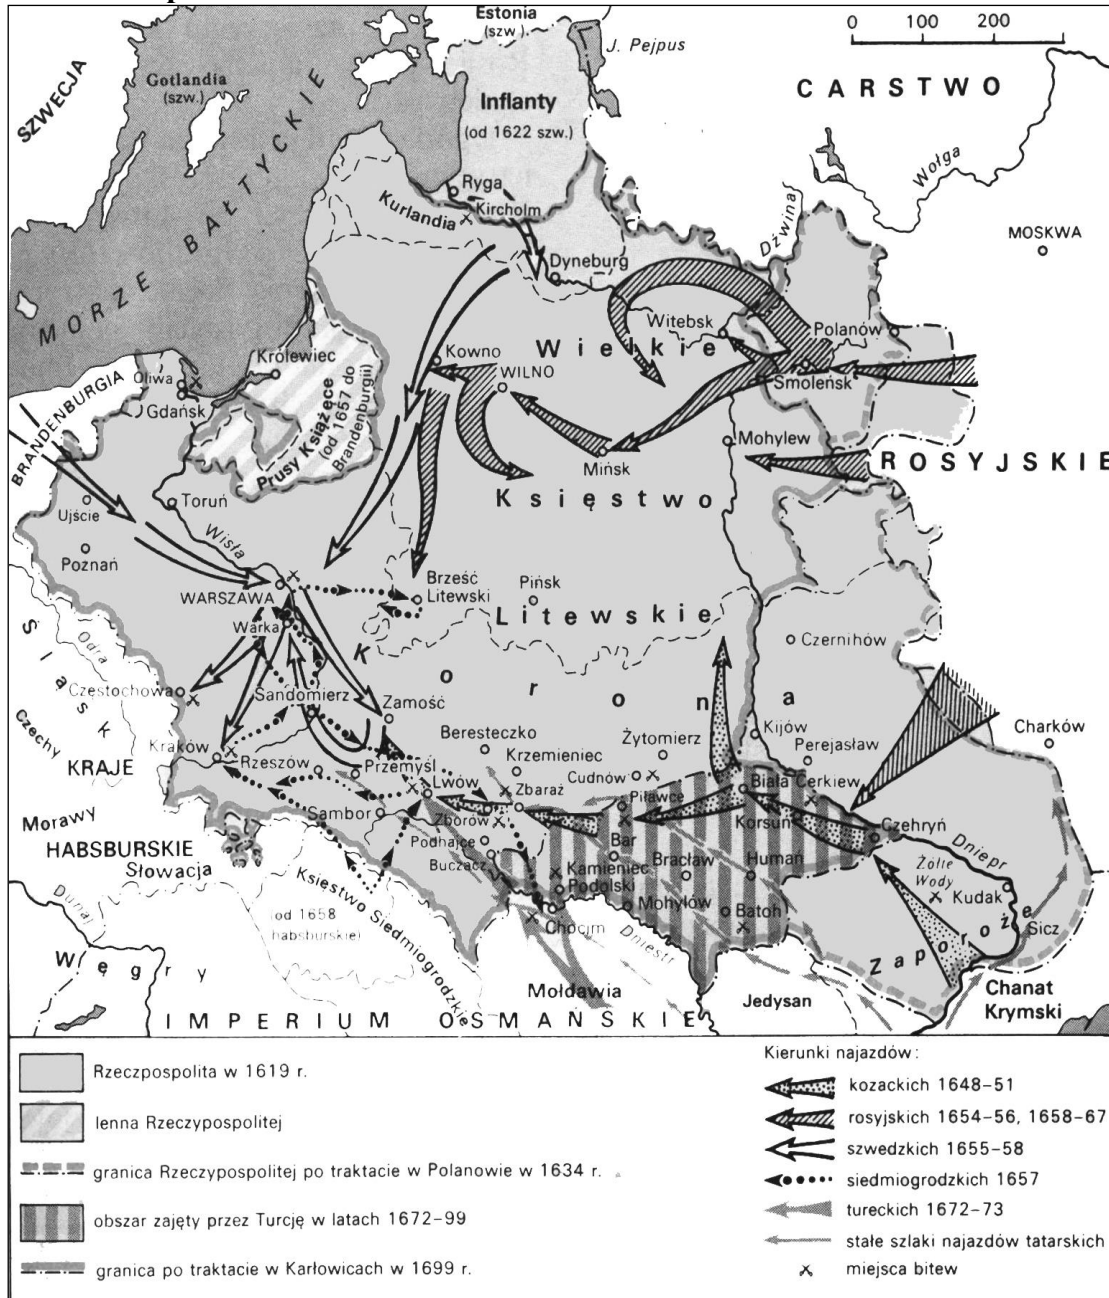 Estonia
(szw.)
J. Pejpus
0 100 200
SZWECJA
Gotlandia
(szw.)
MORZE BAŁTYCKIE
Inflanty
(od 1622 szw.)
CARSTWO
Wołga
Ryga
Kircholm
Kurlandia
Dźwina
MOSKWA
Dyneburg
Witebsk
Polanów
Wielkie
Królewiec
Kowno
WILNO
Smoleńsk
BRANDENBURGIA
Oliwa
Gdańsk
Prusy Książęce
(od 1657 do
Brandenburgii)
Mohylew
Mińsk
ROSYJSKIE
Księstwo
Toruń
Ujście
Wisła
Poznań
WARSZAWA
Brześć
Litewski
Pińsk
Litewskie
Warka
Czernihów
Śląsk
Odra
Korona
Częstochowa
Sandomierz
Zamość
Czechy
Beresteczko
Kijów
Charków
Kraków
KRAJE
Rzeszów
Przemyśl
Krzemieniec
Żytomierz
Perejasław
Lwów
Cudnów
Biała Cerkiew
Zbaraż
Piławce
Morawy
Sambor
Zborów
Korsuń
Czehryń
HABSBURSKIE
Podhajce
Bar
Dniepr
Słowacja
Buczacz
Bracław
Human
Żółte
Wody
Księstwo Siedmiogrodzkie
Kamieniec
Podolski
Kudak
Dunaj
(od 1658
habsburskie)
Mohylów
Batoh
Sicz
Chocim
Dniestr
Zaporoże
Węgry
Mołdawia
Jedysan
Chanat
Krymski
IMPERIUM OSMAŃSKIE
Rzeczpospolita w 1619 r.
lenna Rzeczypospolitej
granica Rzeczypospolitej po traktacie w Polanowie w 1634 r.
obszar zajęty przez Turcję w latach 1672–99
granica po traktacie w Karłowicach w 1699 r.
Kierunki najazdów:
kozackich 1648–51
rosyjskich 1654–56, 1658–67
szwedzkich 1655–58
siedmiogrodzkich 1657
tureckich 1672–73
stałe szlaki najazdów tatarskich
miejsca bitew